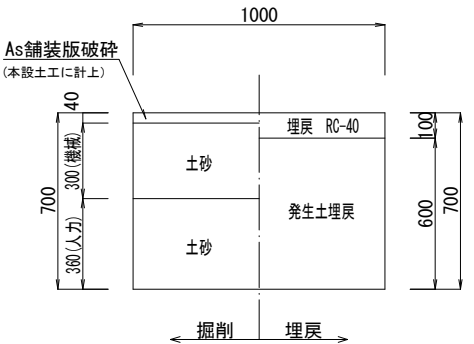 1000
As舗装版破砕
(本設土工に計上)
40
300(機械)
360(人力)
700
土砂
土砂
埋戻 RC-40
発生土埋戻
100
600
700
掘削
埋戻